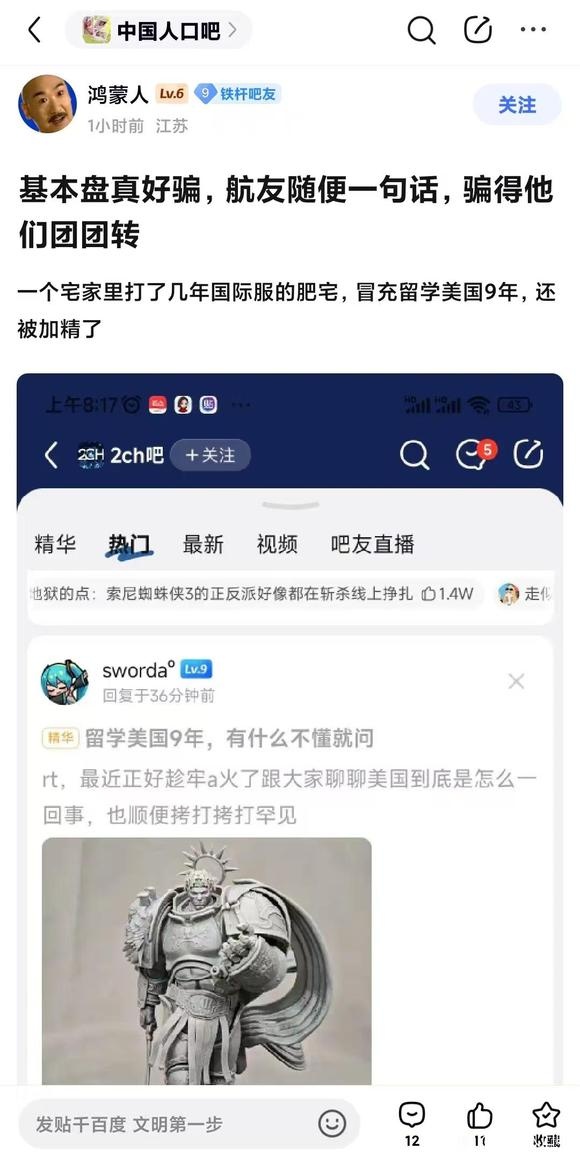 中国人口吧
鸿蒙人 Lv.6 9 铁杆吧友
1小时前 江苏
关注
基本盘真好骗，航友随便一句话，骗得他
们团团转
一个宅家里打了几年国际服的肥宅，冒充留学美国9年，还
被加精了
上午8:17 ... HD HD 43
2CH 2ch吧 +关注 5
精华 热门 最新 视频 吧友直播
地狱的点：索尼蜘蛛侠3的正反派好像都在斩杀线上挣扎 1.4W 走似
sworda⁰ Lv.9
回复于36分钟前
精华 留学美国9年，有什么不懂就问
rt，最近正好趁牢a火了跟大家聊聊美国到底是怎么一
回事，也顺便拷打拷打罕见
发贴千百度 文明第一步
12 11 收藏